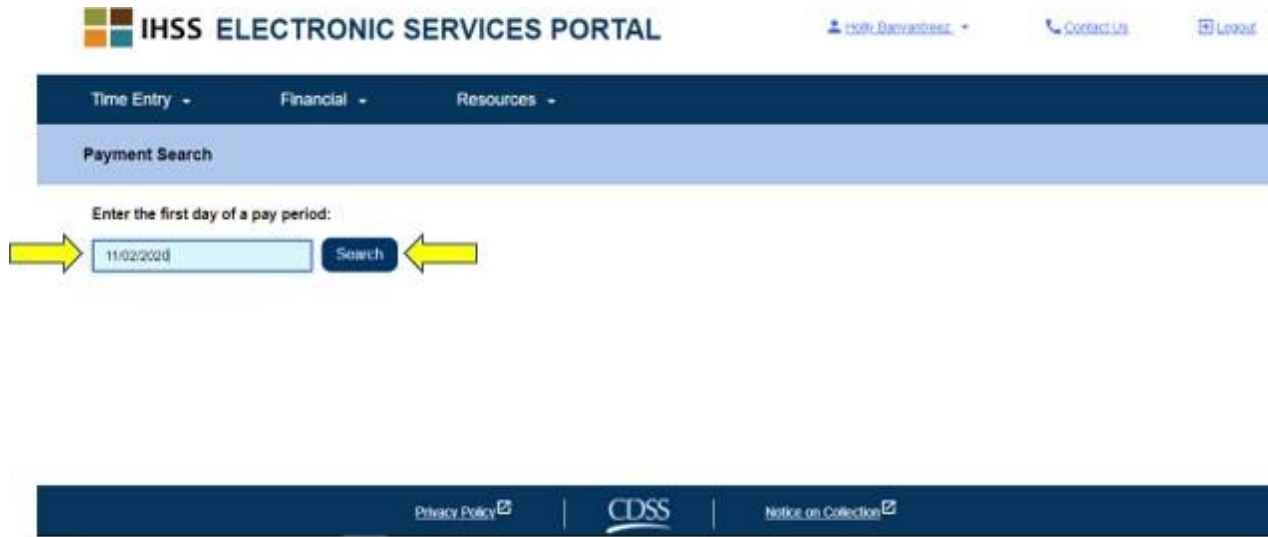 IHSS ELECTRONIC SERVICES PORTAL
Holly Contact Us Logout
Time Entry Financial Resources
Payment Search
Enter the first day of a pay period:
11/02/2020 Search
Privacy Policy CDSS Notice on Collection